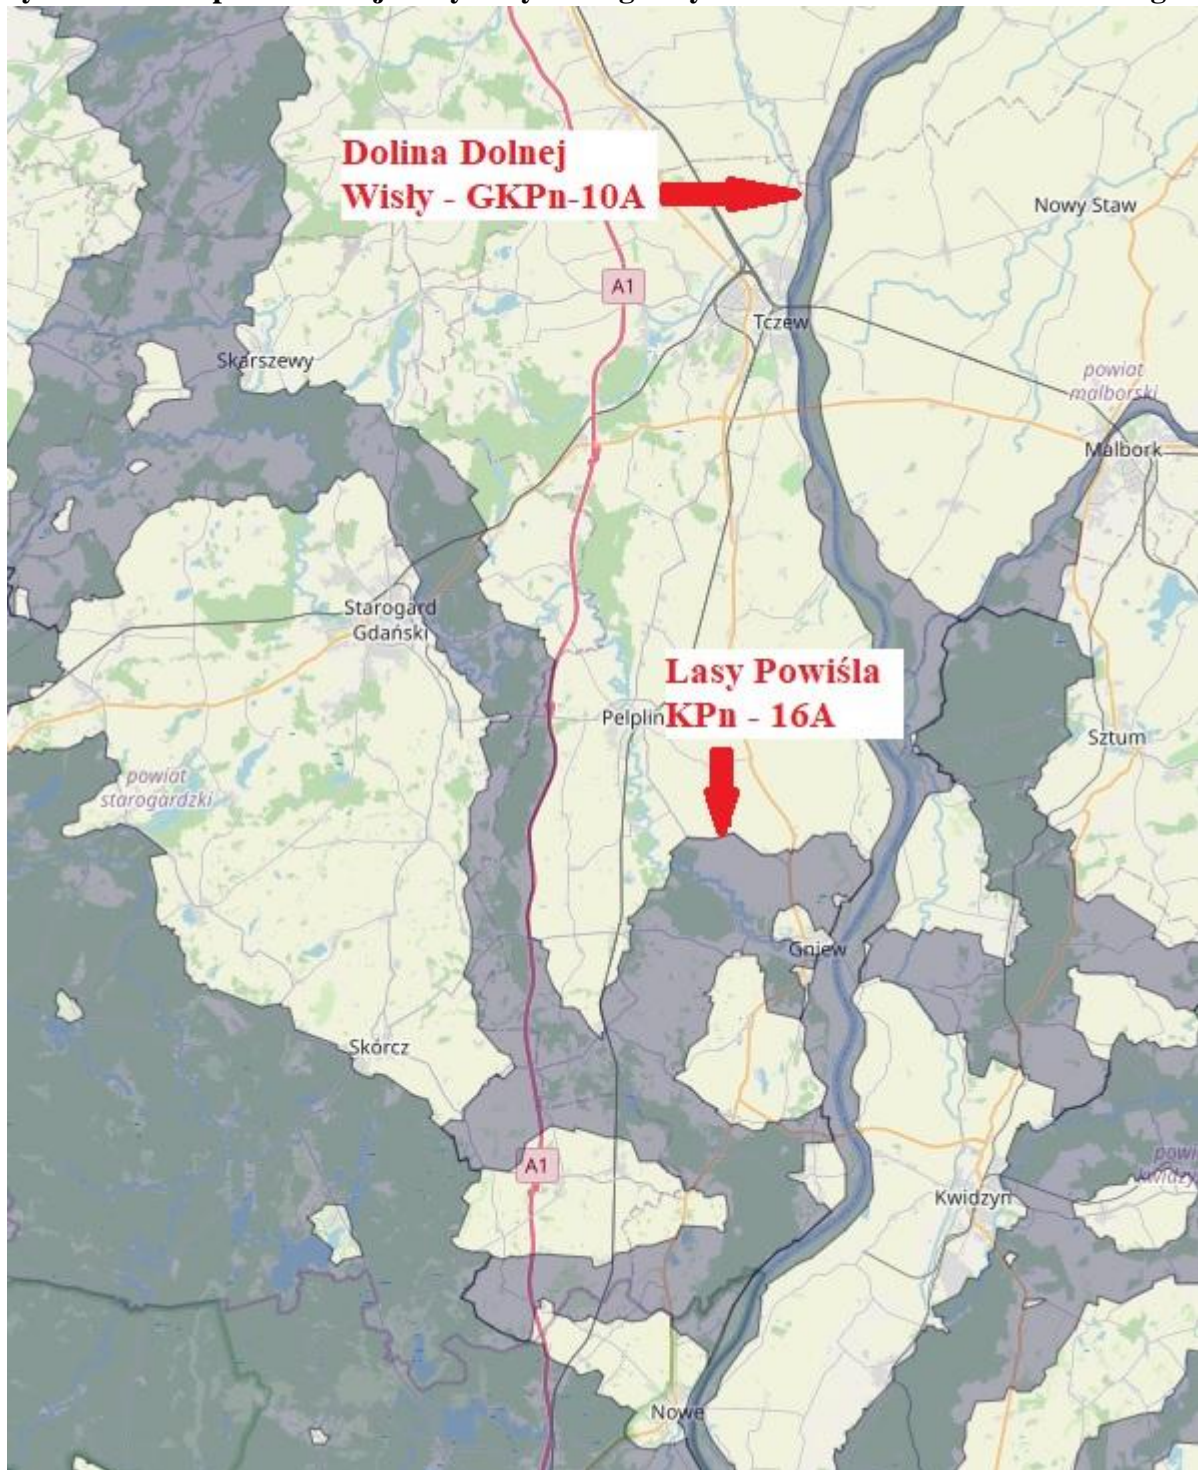 Dolina Dolnej
Wisły - GKPn-10A
Nowy Staw
A1
Tczew
Skarszewy
powiat
malborski
Malbork
Starogard
Gdański
Lasy Powiśla
KPn - 16A
Pelplin
Sztum
powiat
starogardzki
Gniew
Skórcz
A1
Kwidzyn
Nowe